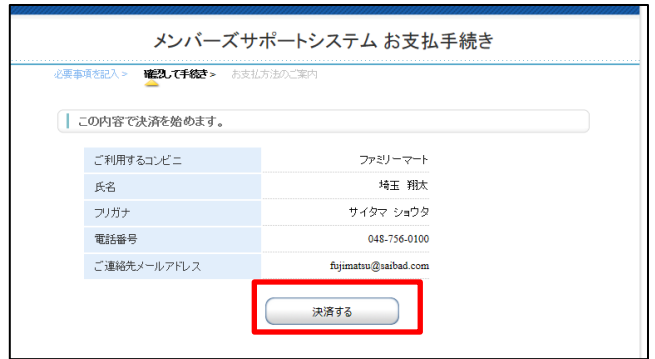 メンバーズサポートシステム お支払手続き
必要事項を記入 > 確認して手続き > お支払方法のご案内
この内容で決済を始めます。
ご利用するコンビニ ファミリーマート
氏名 埼玉 翔太
フリガナ サイタマ ショウタ
電話番号 048-756-0100
ご連絡先メールアドレス fujimatsu@saibad.com
決済する